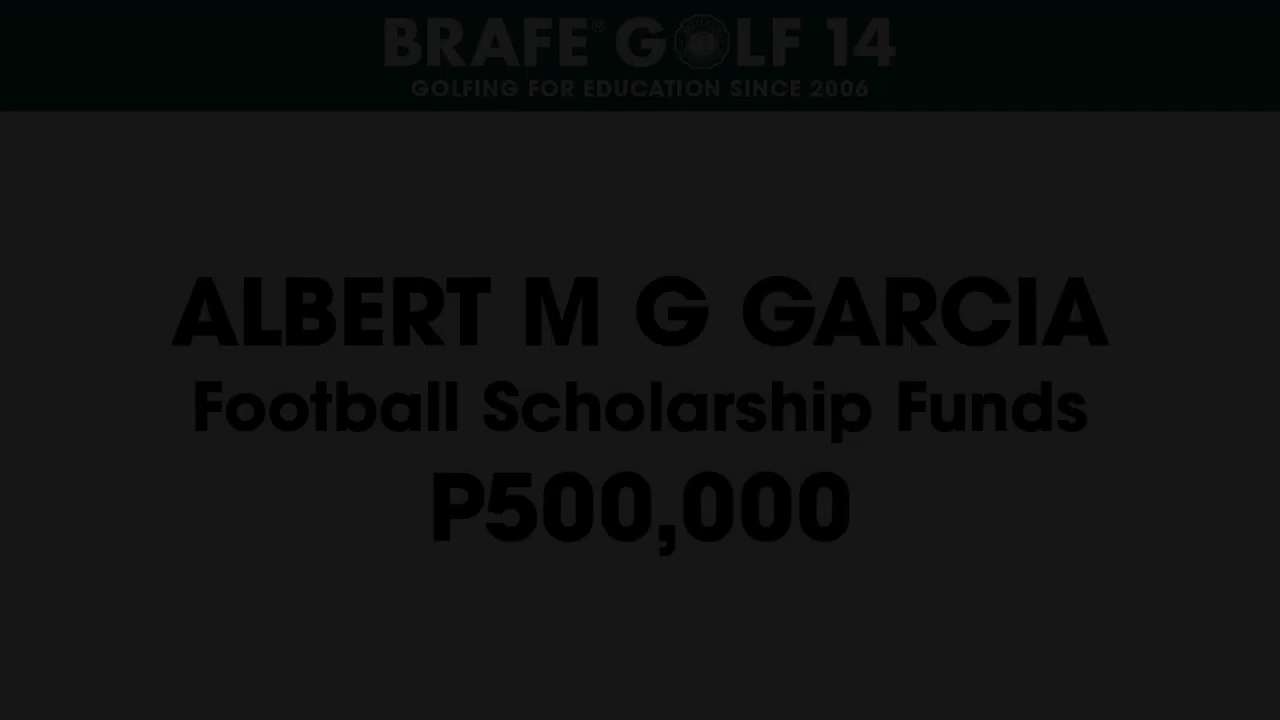 BRAFE® GOLF 14
GOLFING FOR EDUCATION SINCE 2006
ALBERT M G GARCIA
Football Scholarship Funds
P500,000